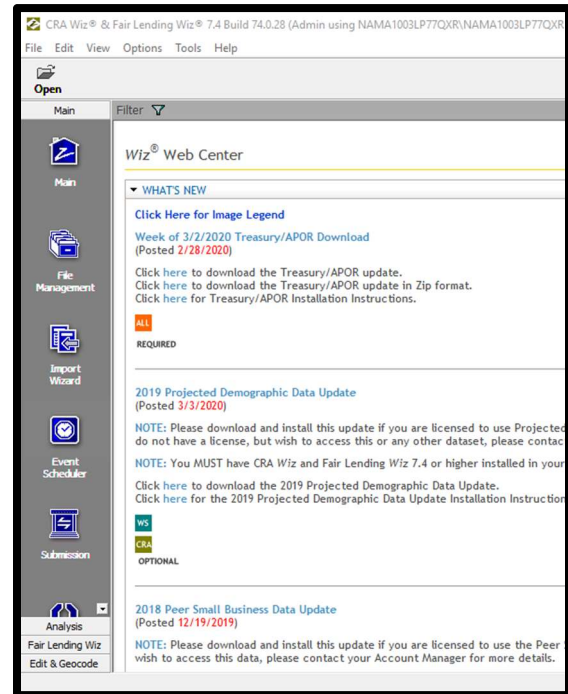 CRA Wiz® & Fair Lending Wiz® 7.4 Build 74.0.28 (Admin using NAMA1003LP77QXR\NAMA1003LP77QXR
File Edit View Options Tools Help
Open
Main
Filter
Main
File
Management
Import
Wizard
Event
Scheduler
Submission
Analysis
Fair Lending Wiz
Edit & Geocode
Wiz® Web Center
WHAT'S NEW
Click Here for Image Legend
Week of 3/2/2020 Treasury/APOR Download
(Posted 2/28/2020)
Click here to download the Treasury/APOR update.
Click here to download the Treasury/APOR update in Zip format.
Click here for Treasury/APOR Installation Instructions.
ALL
REQUIRED
2019 Projected Demographic Data Update
(Posted 3/3/2020)
NOTE: Please download and install this update if you are licensed to use Projected
do not have a license, but wish to access this or any other dataset, please contac
NOTE: You MUST have CRA Wiz and Fair Lending Wiz 7.4 or higher installed in your
Click here to download the 2019 Projected Demographic Data Update.
Click here for the 2019 Projected Demographic Data Update Installation Instruction
WS
CRA
OPTIONAL
2018 Peer Small Business Data Update
(Posted 12/19/2019)
NOTE: Please download and install this update if you are licensed to use the Peer
wish to access this data, please contact your Account Manager for more details.